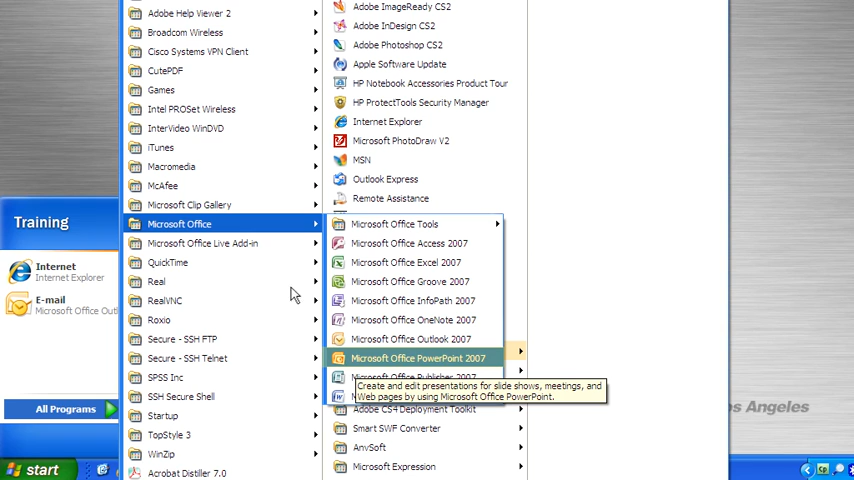 Adobe Help Viewer 2
Broadcom Wireless
Cisco Systems VPN Client
CutePDF
Games
Intel PROSet Wireless
InterVideo WinDVD
iTunes
Macromedia
McAfee
Microsoft Clip Gallery
Microsoft Office
Microsoft Office Live Add-in
QuickTime
Real
RealVNC
Roxio
Secure - SSH FTP
Secure - SSH Telnet
SPSS Inc
SSH Secure Shell
Startup
TopStyle 3
WinZip
Acrobat Distiller 7.0
Adobe ImageReady CS2
Adobe InDesign CS2
Adobe Photoshop CS2
Apple Software Update
HP Notebook Accessories Product Tour
HP ProtectTools Security Manager
Internet Explorer
Microsoft PhotoDraw V2
MSN
Outlook Express
Remote Assistance
Microsoft Office Tools
Microsoft Office Access 2007
Microsoft Office Excel 2007
Microsoft Office Groove 2007
Microsoft Office InfoPath 2007
Microsoft Office OneNote 2007
Microsoft Office Outlook 2007
Microsoft Office PowerPoint 2007
Microsoft Office Publisher 2007
Create and edit presentations for slide shows, meetings, and
Web pages by using Microsoft Office PowerPoint.
Adobe CS4 Deployment Toolkit
Smart SWF Converter
AnvSoft
Microsoft Expression
Training
Internet
Internet Explorer
E-mail
Microsoft Office
All Programs
start
Angeles